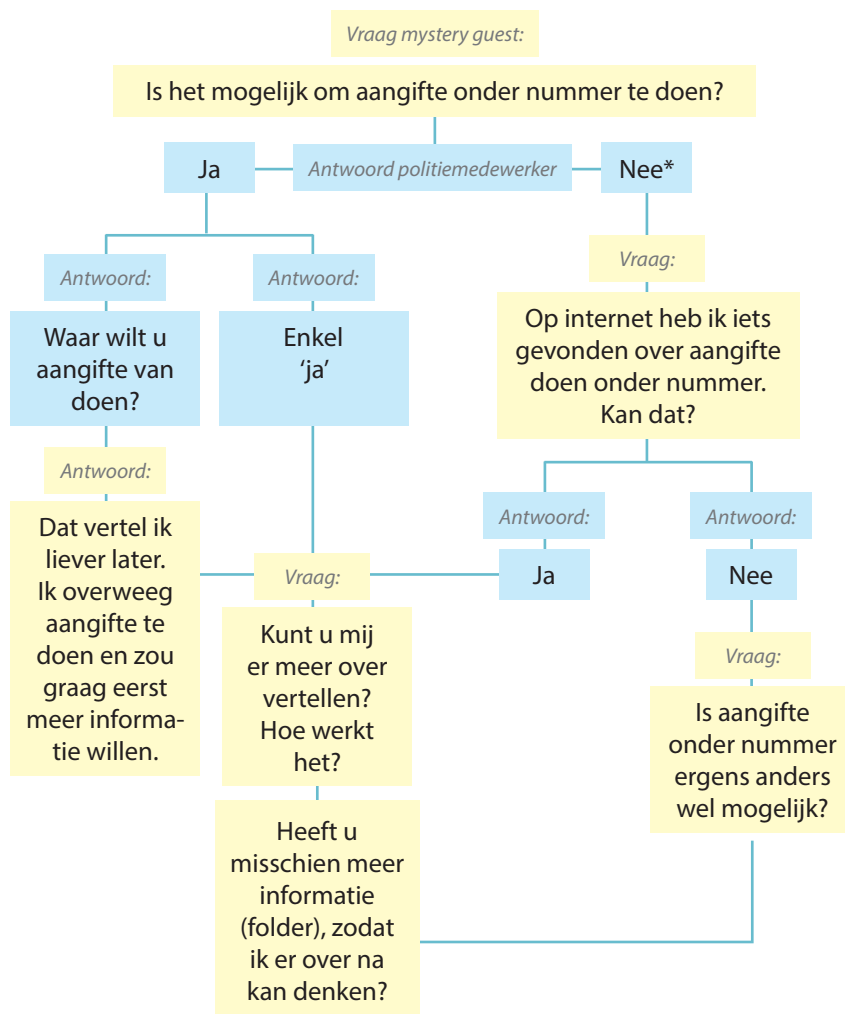 Vraag mystery guest:
Is het mogelijk om aangifte onder nummer te doen?
Ja
Antwoord politiemedewerker
Nee*
Antwoord:
Waar wilt u
aangifte van
doen?
Antwoord:
Dat vertel ik
liever later.
Ik overweeg
aangifte te
doen en zou
graag eerst
meer informa-
tie willen.
Antwoord:
Enkel
‘ja’
Vraag:
Op internet heb ik iets
gevonden over aangifte
doen onder nummer.
Kan dat?
Antwoord:
Ja
Antwoord:
Nee
Vraag:
Kunt u mij
er meer over
vertellen?
Hoe werkt
het?
Vraag:
Is aangifte
onder nummer
ergens anders
wel mogelijk?
Heeft u
misschien meer
informatie
(folder), zodat
ik er over na
kan denken?